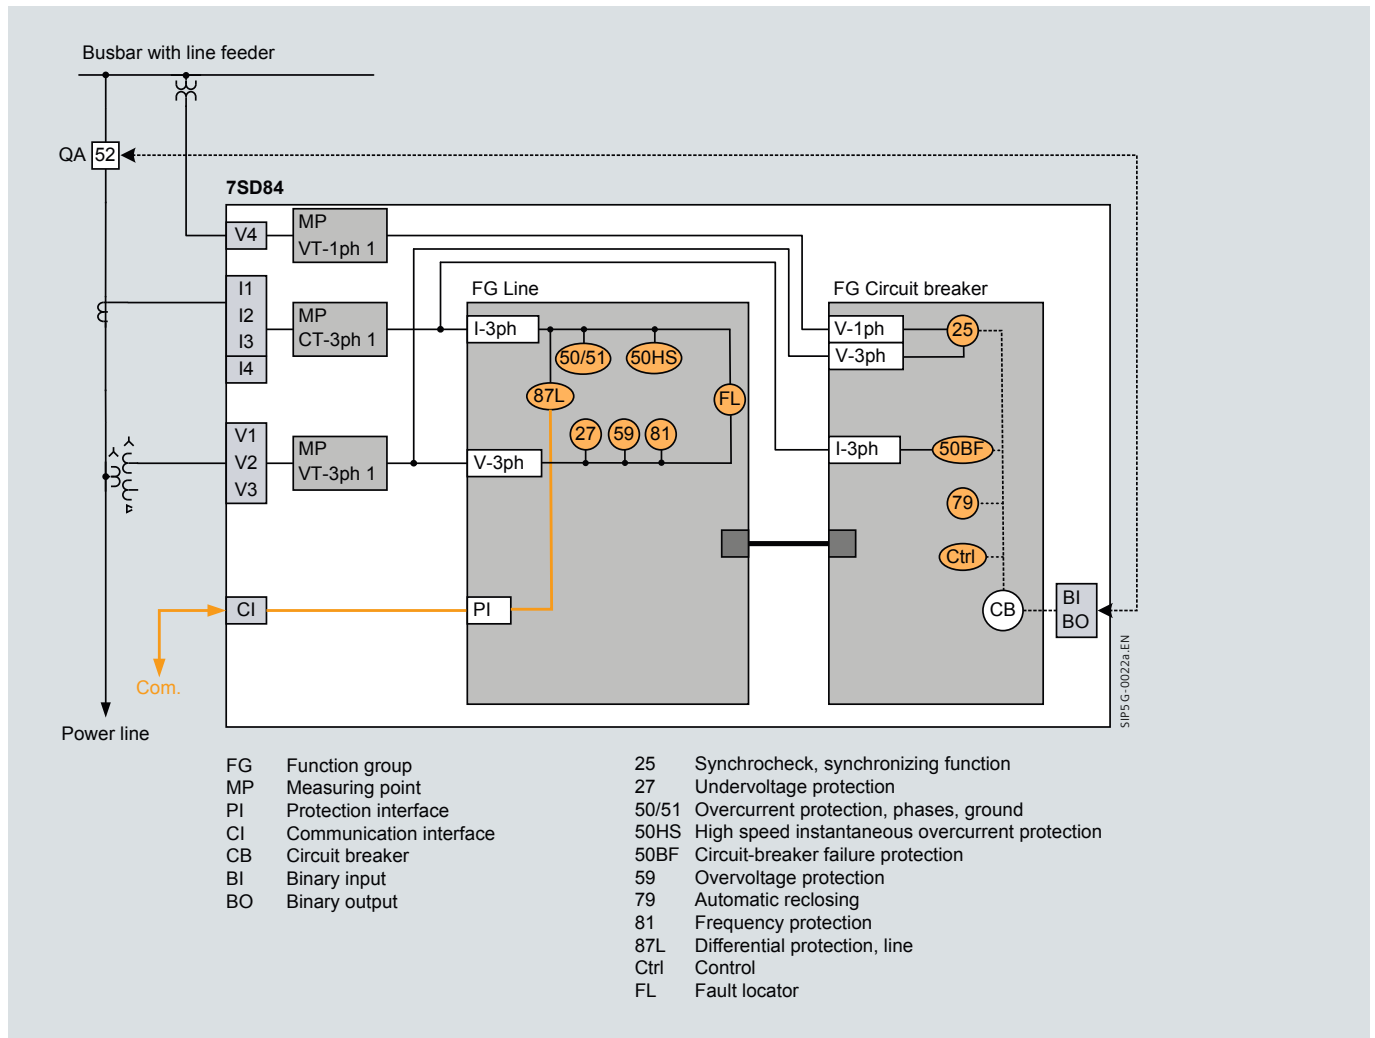 Busbar with line feeder
QA 52
7SD84
V4
MP
VT-1ph 1
I1
I2
I3
I4
MP
CT-3ph 1
V1
V2
V3
MP
VT-3ph 1
CI
Com.
Power line
FG Line
I-3ph
50/51
50HS
87L
FL
27
59
81
V-3ph
PI
FG Circuit breaker
V-1ph
V-3ph
25
I-3ph
50BF
79
Ctrl
CB
BI
BO
SIP5 G-0022a.EN
FG Function group
MP Measuring point
PI Protection interface
CI Communication interface
CB Circuit breaker
BI Binary input
BO Binary output
25 Synchrocheck, synchronizing function
27 Undervoltage protection
50/51 Overcurrent protection, phases, ground
50HS High speed instantaneous overcurrent protection
50BF Circuit-breaker failure protection
59 Overvoltage protection
79 Automatic reclosing
81 Frequency protection
87L Differential protection, line
Ctrl Control
FL Fault locator